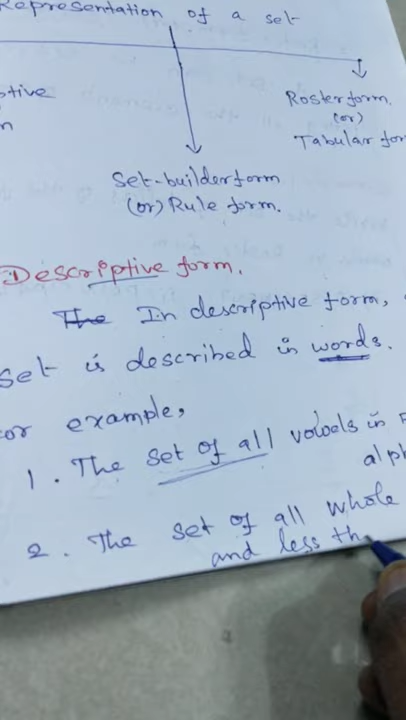 Representation of a set
ptive
n
Roster form.
(or)
Tabular for
Set-builder form
(or) Rule form.
Descriptive form.
The In descriptive form,
set is described in words.
or example,
1. The set of all vowels in
alph
2. The set of all whole
and less th